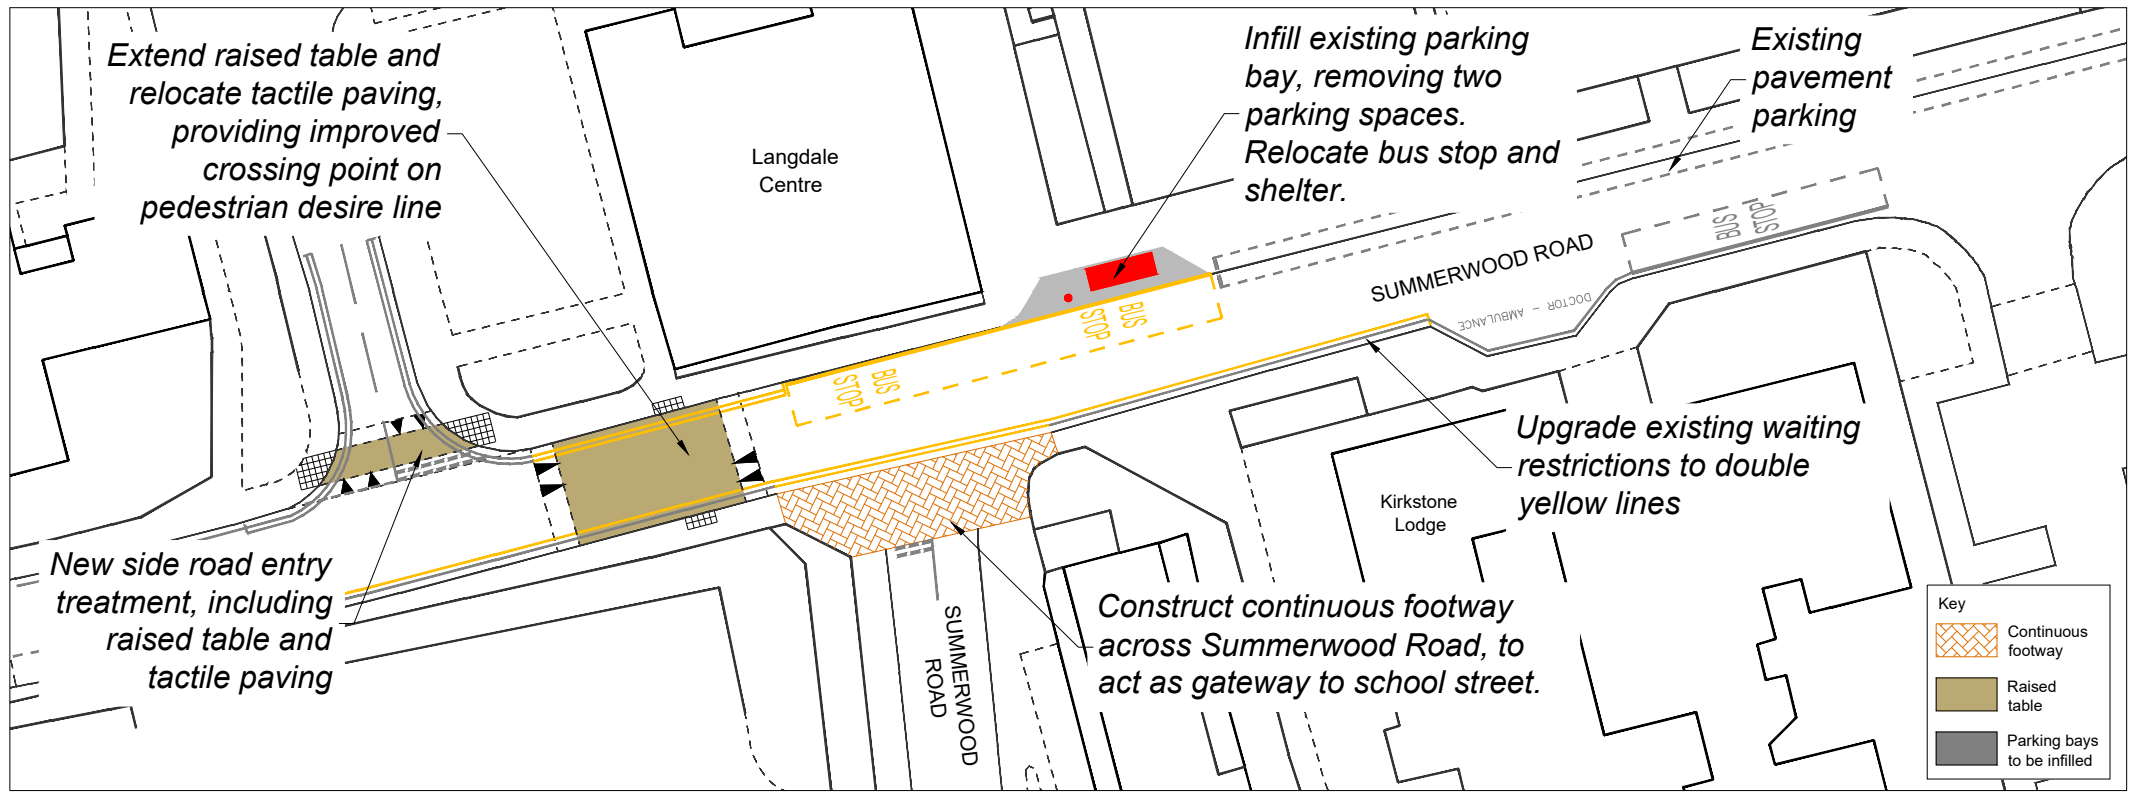 Extend raised table and
relocate tactile paving,
providing improved
crossing point on
pedestrian desire line
Langdale
Centre
Infill existing parking
bay, removing two
parking spaces.
Relocate bus stop and
shelter.
Existing
pavement
parking
BUS
STOP
SUMMERWOOD ROAD
DOCTOR - AMBULANCE
BUS
STOP
BUS
STOP
Upgrade existing waiting
restrictions to double
yellow lines
Kirkstone
Lodge
New side road entry
treatment, including
raised table and
tactile paving
Construct continuous footway
across Summerwood Road, to
act as gateway to school street.
SUMMERWOOD
ROAD
Key
Continuous
footway
Raised
table
Parking bays
to be infilled